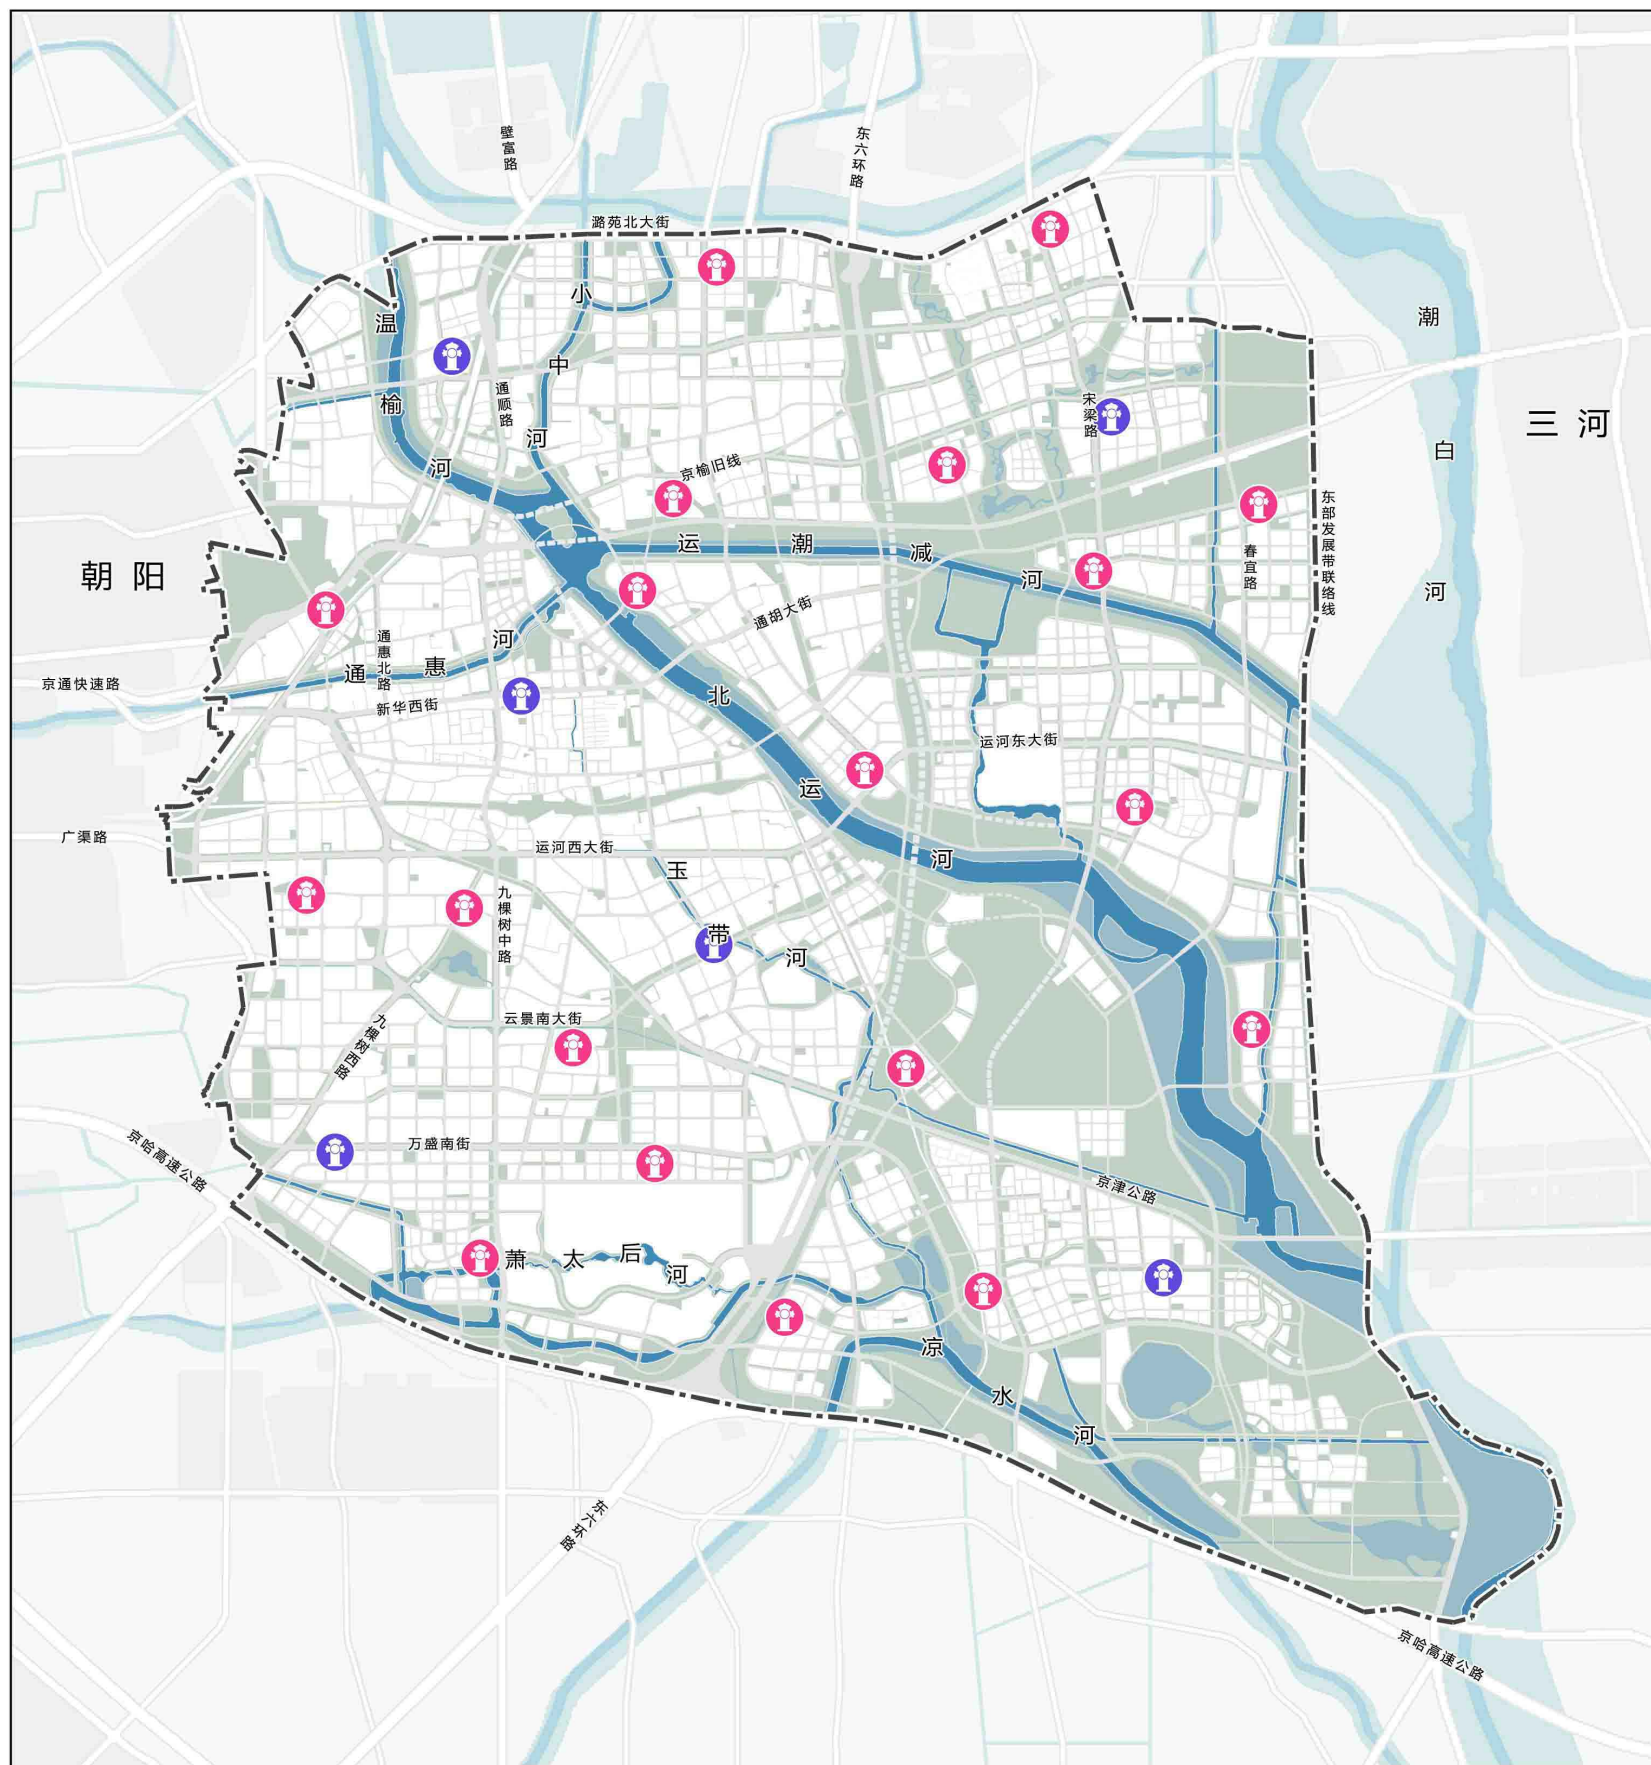 壁富路
东六环路
潞苑北大街
小中河
温榆河
通顺路
宋梁路
潮白河
三河
京榆旧线
东部发展带联络线
运潮减河
春宜路
朝阳
通胡大街
通惠北路
通惠河
京通快速路
新华西街
北运河
运河东大街
广渠路
运河西大街
玉带河
九棵树中路
云景南大街
九棵树西路
万盛南街
京哈高速公路
京津公路
萧太后河
凉水河
东六环路
京哈高速公路